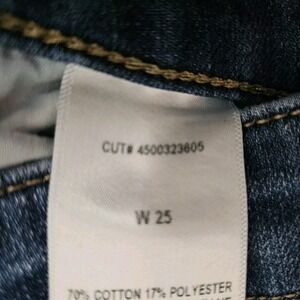 CUT# 4500323605
W 25
70% COTTON 17% POLYESTER